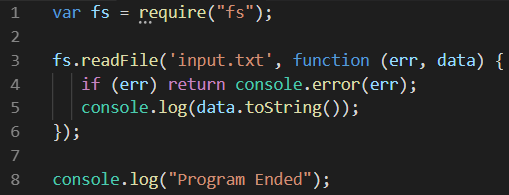 1 var fs = require("fs");
2
3 fs.readFile('input.txt', function (err, data) {
4 if (err) return console.error(err);
5 console.log(data.toString());
6 });
7
8 console.log("Program Ended");